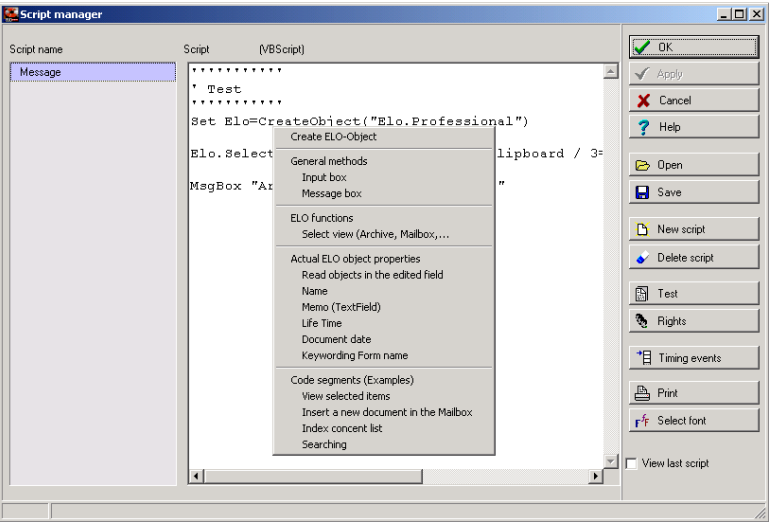 Script manager
Script name
Script (VBScript)
Message
' ' ' ' ' ' ' ' ' ' '
' Test
' ' ' ' ' ' ' ' ' ' '
Set Elo=CreateObject("Elo.Professional")
Elo.Select lipboard / 3=
MsgBox "Ar "
Create ELO-Object
General methods
Input box
Message box
ELO functions
Select view (Archive, Mailbox,...
Actual ELO object properties
Read objects in the edited field
Name
Memo (TextField)
Life Time
Document date
Keywording Form name
Code segments (Examples)
View selected items
Insert a new document in the Mailbox
Index concent list
Searching
OK
Apply
Cancel
Help
Open
Save
New script
Delete script
Test
Rights
Timing events
Print
Select font
View last script